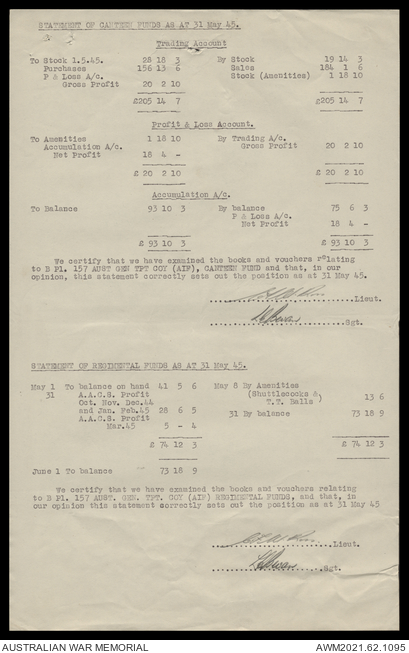 STATEMENT OF CANTEEN FUNDS AS AT 31 May 45.
Trading Account
To Stock 1.5.45. 28 18 3 By Stock 19 14 3
Purchases 156 13 6 Sales 184 1 6
P & Loss A/c. Stock (Amenities) 1 18 10
Gross Profit 20 2 10
£205 14 7 £205 14 7
Profit & Loss Account.
To Amenities 1 18 10 By Trading A/c.
Accumulation A/c. Gross Profit 20 2 10
Net Profit 18 4 -
£ 20 2 10 £ 20 2 10
Accumulation A/c.
To Balance 93 10 3 By balance 75 6 3
P & Loss A/c.
Net Profit 18 4 -
£ 93 10 3 £ 93 10 3
We certify that we have examined the books and vouchers relating
to B Pl. 157 AUST GEN TPT COY (AIF), CANTEEN FUND and that, in our
opinion, this statement correctly sets out the position as at 31 May 45.
Lieut.
Sgt.
STATEMENT OF REGIMENTAL FUNDS AS AT 31 May 45.
May 1 To balance on hand 41 5 6 May 8 By Amenities
31 A.A.C.S. Profit (Shuttlecocks &
Oct. Nov. Dec.44 T.T. Balls) 13 6
and Jan. Feb.45 28 6 5 31 By balance 73 18 9
A.A.C.S. Profit
Mar.45 5 - 4
£ 74 12 3 £ 74 12 3
June 1 To balance 73 18 9
We certify that we have examined the books and vouchers relating
to B Pl. 157 AUST. GEN. TPT. COY (AIF) REGIMENTAL FUNDS, and that, in
our opinion this statement correctly sets out the position as at 31 May 45
Lieut.
Sgt.
AUSTRALIAN WAR MEMORIAL AWM2021.62.1095